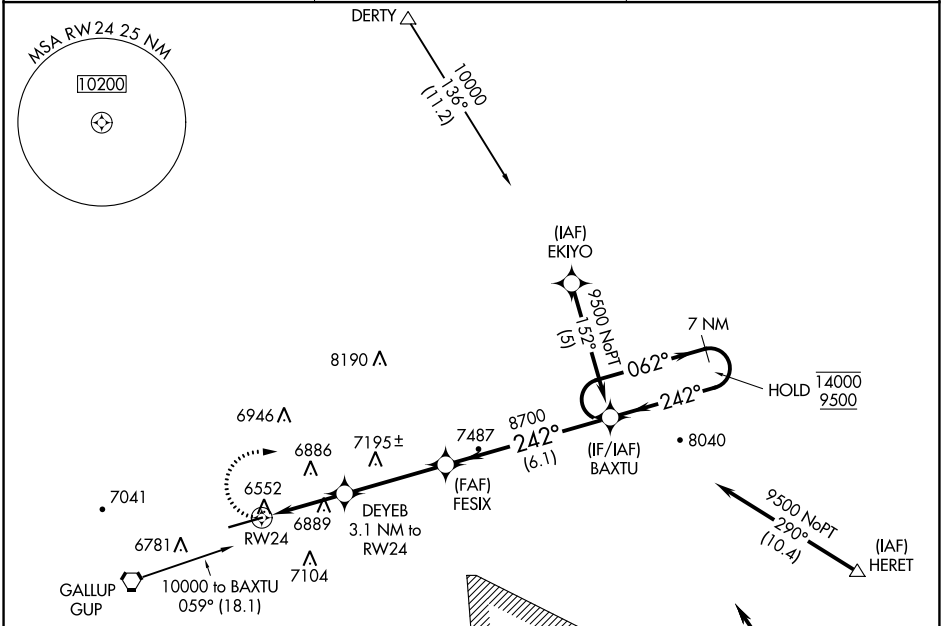 DERTY
MSA RW24 25 NM
10200
10000
136°
(11.2)
(IAF)
EKIYO
9500 NoPT
152°
(5)
7 NM
062°
HOLD
14000
9500
242°
8190
8700
242°
(6.1)
(IF/IAF)
BAXTU
8040
6946
7195±
7487
6886
(FAF)
FESIX
7041
6552
6889
DEYEB
3.1 NM to
RW24
RW24
9500 NoPT
290°
(10.4)
(IAF)
HERET
6781
7104
GALLUP
GUP
10000 to BAXTU
059° (18.1)